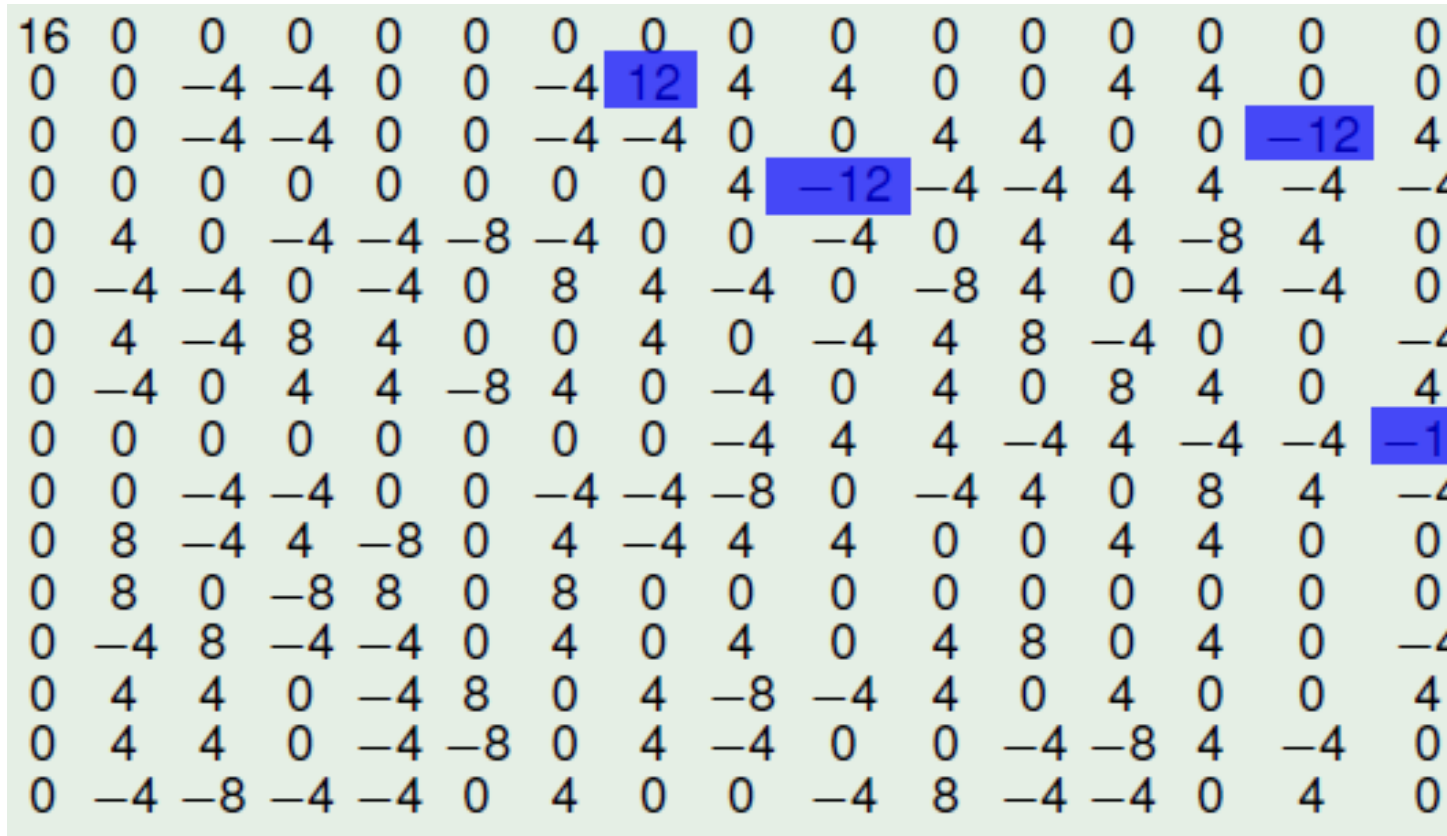 16 0 0 0 0 0 0 0 0 0 0 0 0 0 0 0
0 0 −4 −4 0 0 −4 12 4 4 0 0 4 4 0 0
0 0 −4 −4 0 0 −4 −4 0 0 4 4 0 0 −12 4
0 0 0 0 0 0 0 0 4 −12 −4 −4 4 4 −4 −4
0 4 0 −4 −4 −8 −4 0 0 −4 0 4 4 −8 4 0
0 −4 −4 0 −4 0 8 4 −4 0 −8 4 0 −4 −4 0
0 4 −4 8 4 0 0 4 0 −4 4 8 −4 0 0 −4
0 −4 0 4 4 −8 4 0 −4 0 4 0 8 4 0 4
0 0 0 0 0 0 0 0 −4 4 4 −4 4 −4 −4 −1
0 0 −4 −4 0 0 −4 −4 −8 0 −4 4 0 8 4 −4
0 8 −4 4 −8 0 4 −4 4 4 0 0 4 4 0 0
0 8 0 −8 8 0 8 0 0 0 0 0 0 0 0 0
0 −4 8 −4 −4 0 4 0 4 0 4 8 0 4 0 −4
0 4 4 0 −4 8 0 4 −8 −4 4 0 4 0 0 4
0 4 4 0 −4 −8 0 4 −4 0 0 −4 −8 4 −4 0
0 −4 −8 −4 −4 0 4 0 0 −4 8 −4 −4 0 4 0